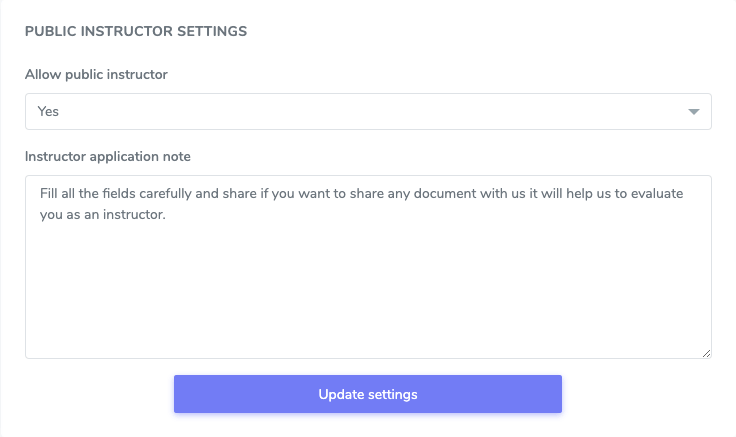 PUBLIC INSTRUCTOR SETTINGS
Allow public instructor
Yes
Instructor application note
Fill all the fields carefully and share if you want to share any document with us it will help us to evaluate
you as an instructor.
Update settings